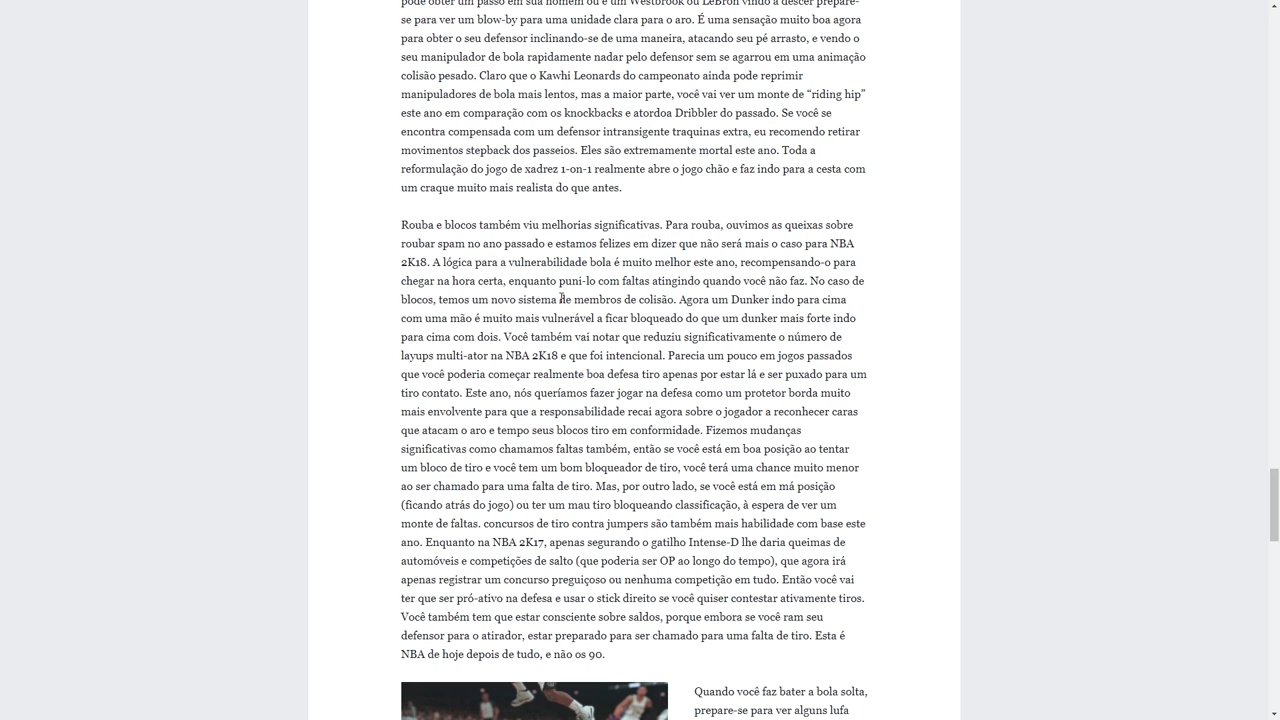 pode obter um passo em sua homem ou é um Westbrook ou LeBron vindo a descer prepare-
se para ver um blow-by para uma unidade clara para o aro. É uma sensação muito boa agora
para obter o seu defensor inclinando-se de uma maneira, atacando seu pé arrasto, e vendo o
seu manipulador de bola rapidamente nadar pelo defensor sem se agarrou em uma animação
colisão pesado. Claro que o Kawhi Leonards do campeonato ainda pode reprimir
manipuladores de bola mais lentos, mas a maior parte, você vai ver um monte de “riding hip”
este ano em comparação com os knockbacks e atordoa Dribbler do passado. Se você se
encontra compensada com um defensor intransigente traquinas extra, eu recomendo retirar
movimentos stepback dos passeios. Eles são extremamente mortal este ano. Toda a
reformulação do jogo de xadrez 1-on-1 realmente abre o jogo chão e faz indo para a cesta com
um craque muito mais realista do que antes.
Rouba e blocos também viu melhorias significativas. Para rouba, ouvimos as queixas sobre
roubar spam no ano passado e estamos felizes em dizer que não será mais o caso para NBA
2K18. A lógica para a vulnerabilidade bola é muito melhor este ano, recompensando-o para
chegar na hora certa, enquanto puni-lo com faltas atingindo quando você não faz. No caso de
blocos, temos um novo sistema de membros de colisão. Agora um Dunker indo para cima
com uma mão é muito mais vulnerável a ficar bloqueado do que um dunker mais forte indo
para cima com dois. Você também vai notar que reduziu significativamente o número de
layups multi-ator na NBA 2K18 e que foi intencional. Parecia um pouco em jogos passados
que você poderia começar realmente boa defesa tiro apenas por estar lá e ser puxado para um
tiro contato. Este ano, nós queríamos fazer jogar na defesa como um protetor borda muito
mais envolvente para que a responsabilidade recai agora sobre o jogador a reconhecer caras
que atacam o aro e tempo seus blocos tiro em conformidade. Fizemos mudanças
significativas como chamamos faltas também, então se você está em boa posição ao tentar
um bloco de tiro e você tem um bom bloqueador de tiro, você terá uma chance muito menor
ao ser chamado para uma falta de tiro. Mas, por outro lado, se você está em má posição
(ficando atrás do jogo) ou ter um mau tiro bloqueando classificação, à espera de ver um
monte de faltas. concursos de tiro contra jumpers são também mais habilidade com base este
ano. Enquanto na NBA 2K17, apenas segurando o gatilho Intense-D lhe daria queimas de
automóveis e competições de salto (que poderia ser OP ao longo do tempo), que agora irá
apenas registrar um concurso preguiçoso ou nenhuma competição em tudo. Então você vai
ter que ser pró-ativo na defesa e usar o stick direito se você quiser contestar ativamente tiros.
Você também tem que estar consciente sobre saldos, porque embora se você ram seu
defensor para o atirador, estar preparado para ser chamado para uma falta de tiro. Esta é
NBA de hoje depois de tudo, e não os 90.
Quando você faz bater a bola solta,
prepare-se para ver alguns lufa